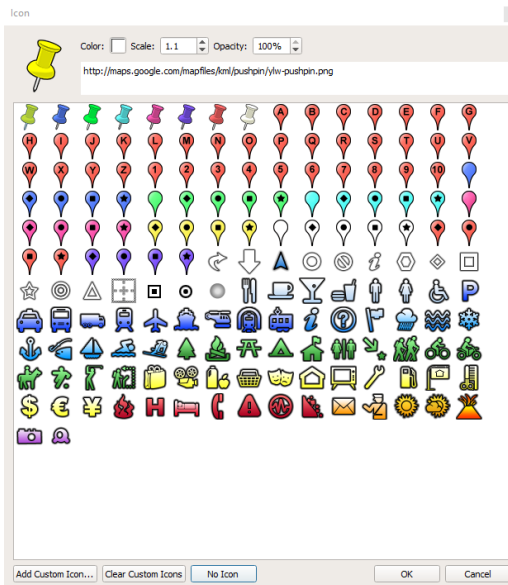 Icon
Color: Scale: 1.1 Opacity: 100%
http://maps.google.com/mapfiles/kml/pushpin/ylw-pushpin.png
A B C D E F G
H I J K L M N O P Q R S T U V
W X Y Z 1 2 3 4 5 6 7 8 9 10
i
P
i ?
$ € ¥ H !
Add Custom Icon... Clear Custom Icons No Icon OK Cancel